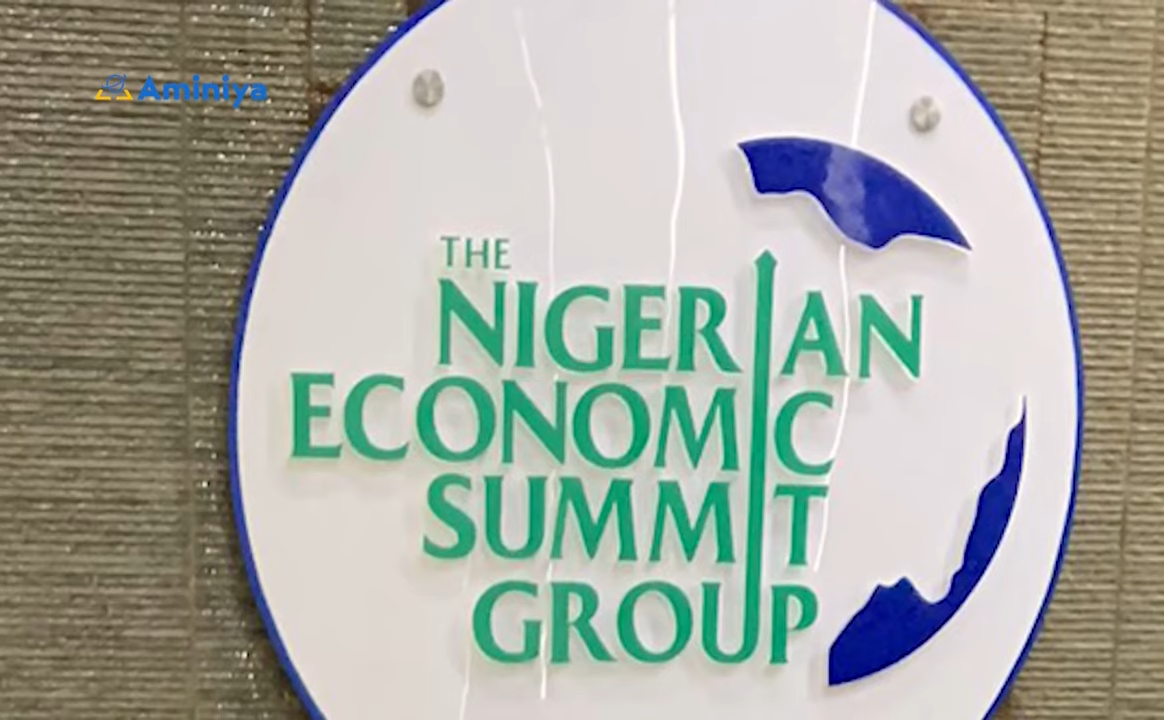 Aminiya
THE
NIGERIAN
ECONOMIC
SUMMIT
GROUP